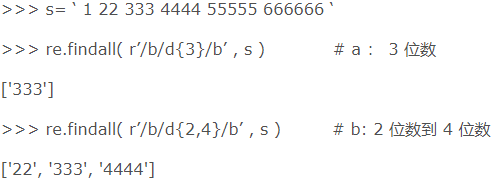 >>> s= ` 1 22 333 4444 55555 666666 `
>>> re.findall( r’/b/d{3}/b’ , s )              # a :  3 位数
['333']
>>> re.findall( r’/b/d{2,4}/b’ , s )           # b: 2 位数到 4 位数
['22', '333', '4444']